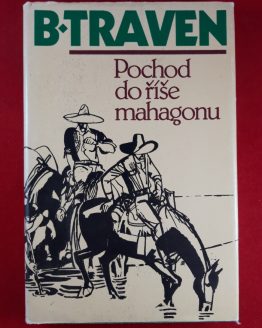 B·TRAVEN
Pochod
do říše
mahagonu